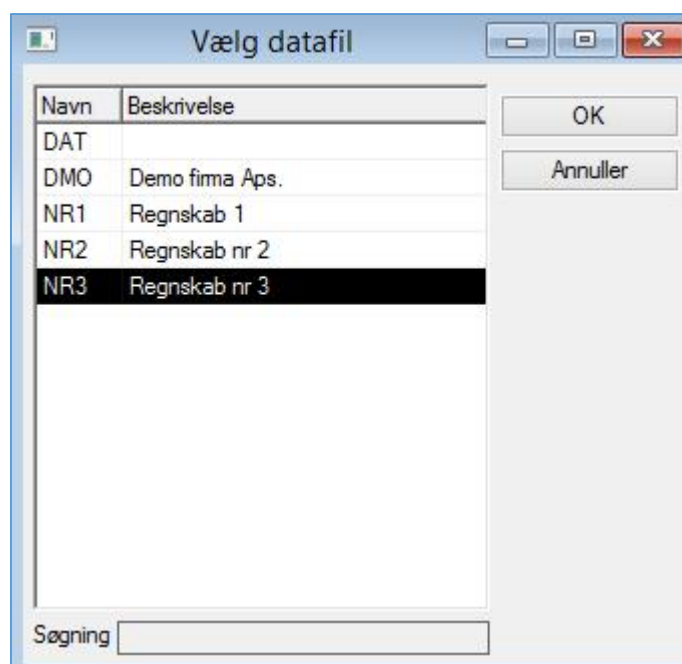 Vælg datafil
Navn Beskrivelse
OK
DAT
DMO Demo firma Aps.
Annuller
NR1 Regnskab 1
NR2 Regnskab nr 2
NR3 Regnskab nr 3
Søgning